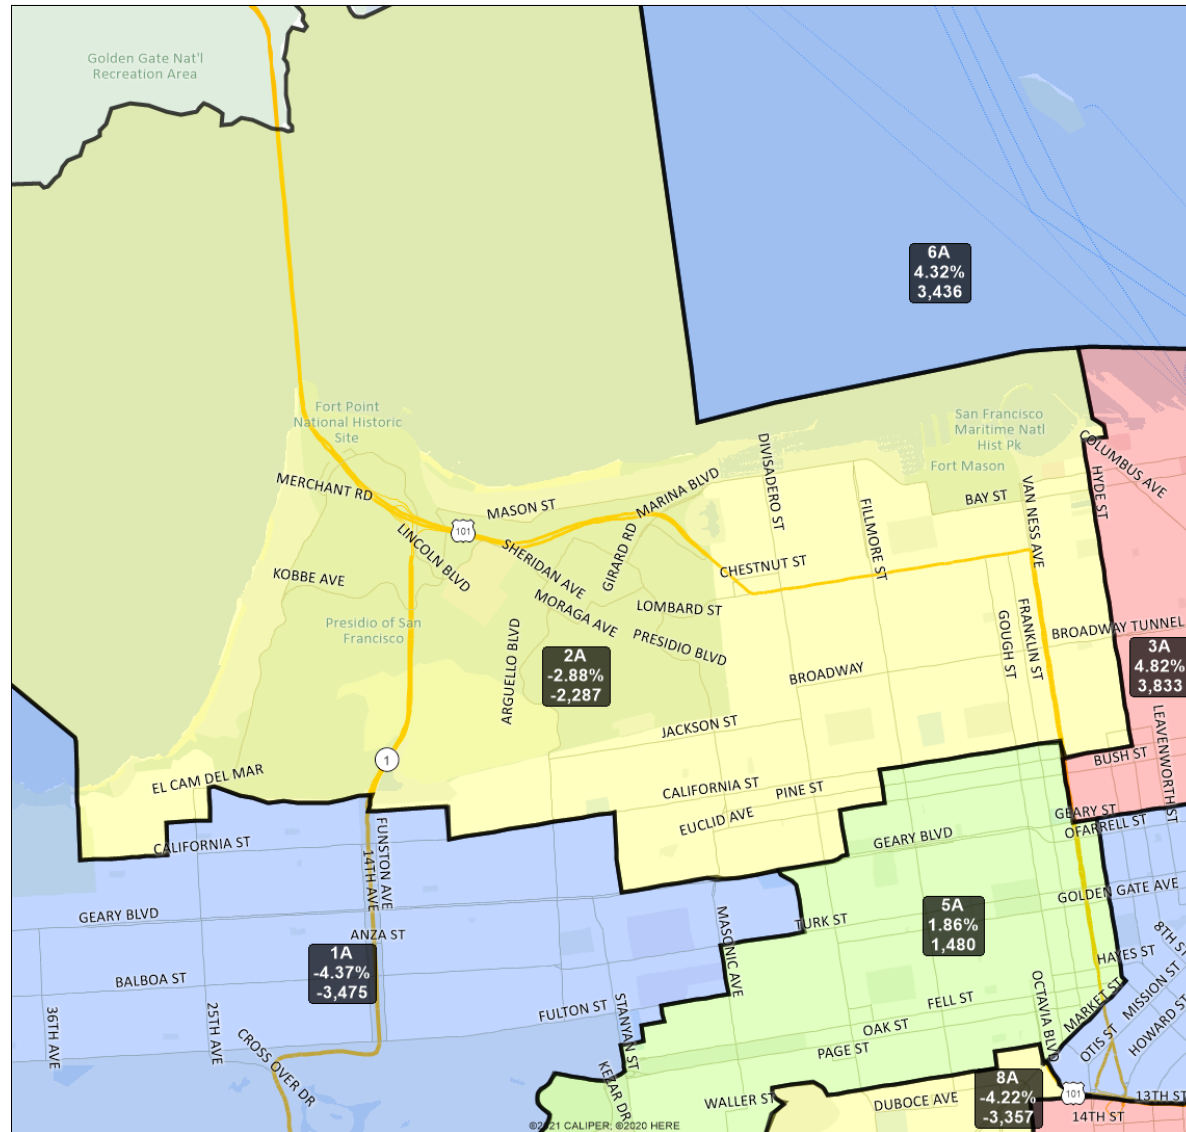 Golden Gate Nat'l
Recreation Area
6A
4.32%
3,436
Fort Point
National Historic
Site
San Francisco
Maritime Natl
Hist Pk
Fort Mason
COLUMBUS AVE
HYDE ST
BAY ST
VAN NESS AVE
DIVISADERO ST
FILLMORE ST
MARINA BLVD
MASON ST
MERCHANT RD
101
LINCOLN BLVD
SHERIDAN AVE
GIRARD RD
CHESTNUT ST
KOBBE AVE
MORAGA AVE
LOMBARD ST
PRESIDIO BLVD
Presidio of San
Francisco
ARGUELLO BLVD
2A
-2.88%
-2,287
BROADWAY
GOUGH ST
FRANKLIN ST
BROADWAY TUNNEL
3A
4.82%
3,833
LEAVENWORTH ST
JACKSON ST
1
EL CAM DEL MAR
CALIFORNIA ST
PINE ST
EUCLID AVE
BUSH ST
GEARY ST
OFARRELL ST
CALIFORNIA ST
FUNSTON AVE
14TH AVE
GEARY BLVD
GEARY BLVD
GOLDEN GATE AVE
ANZA ST
MASONIC AVE
TURK ST
5A
1.86%
1,480
8TH ST
HAYES ST
1A
-4.37%
-3,475
BALBOA ST
36TH AVE
25TH AVE
CROSS OVER DR
FULTON ST
STANYAN ST
KEZAR DR
FELL ST
OAK ST
PAGE ST
OCTAVIA BLVD
MARKET ST
MISSION ST
OTIS ST
HOWARD ST
WALLER ST
DUBOCE AVE
8A
-4.22%
-3,357
101
13TH ST
14TH ST
©2021 CALIPER; ©2020 HERE